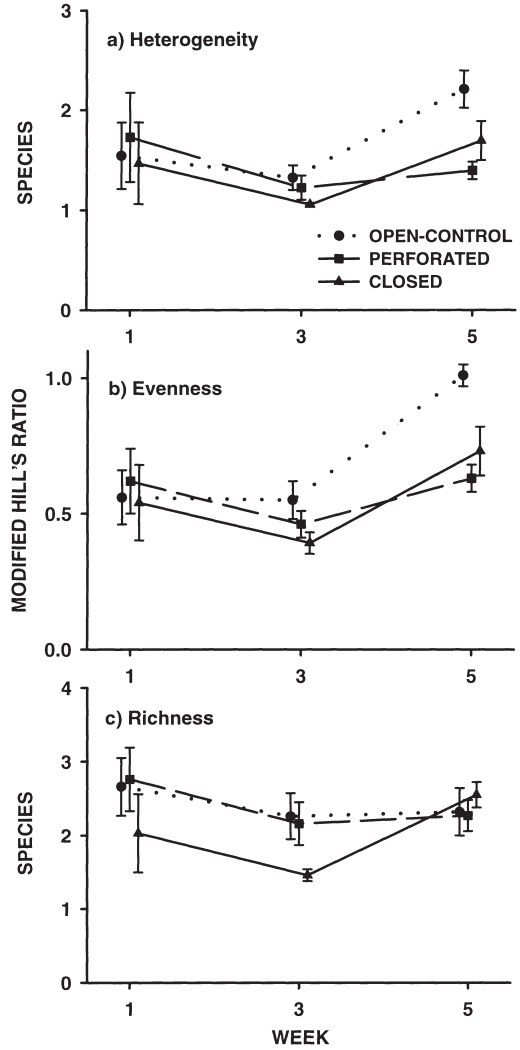 3
a) Heterogeneity
2
SPECIES
1
OPEN-CONTROL
PERFORATED
CLOSED
0
1 3 5
1.0
b) Evenness
MODIFIED HILL'S RATIO
0.5
0.0
1 3 5
4
c) Richness
3
SPECIES
2
1
0
1 3 5
WEEK